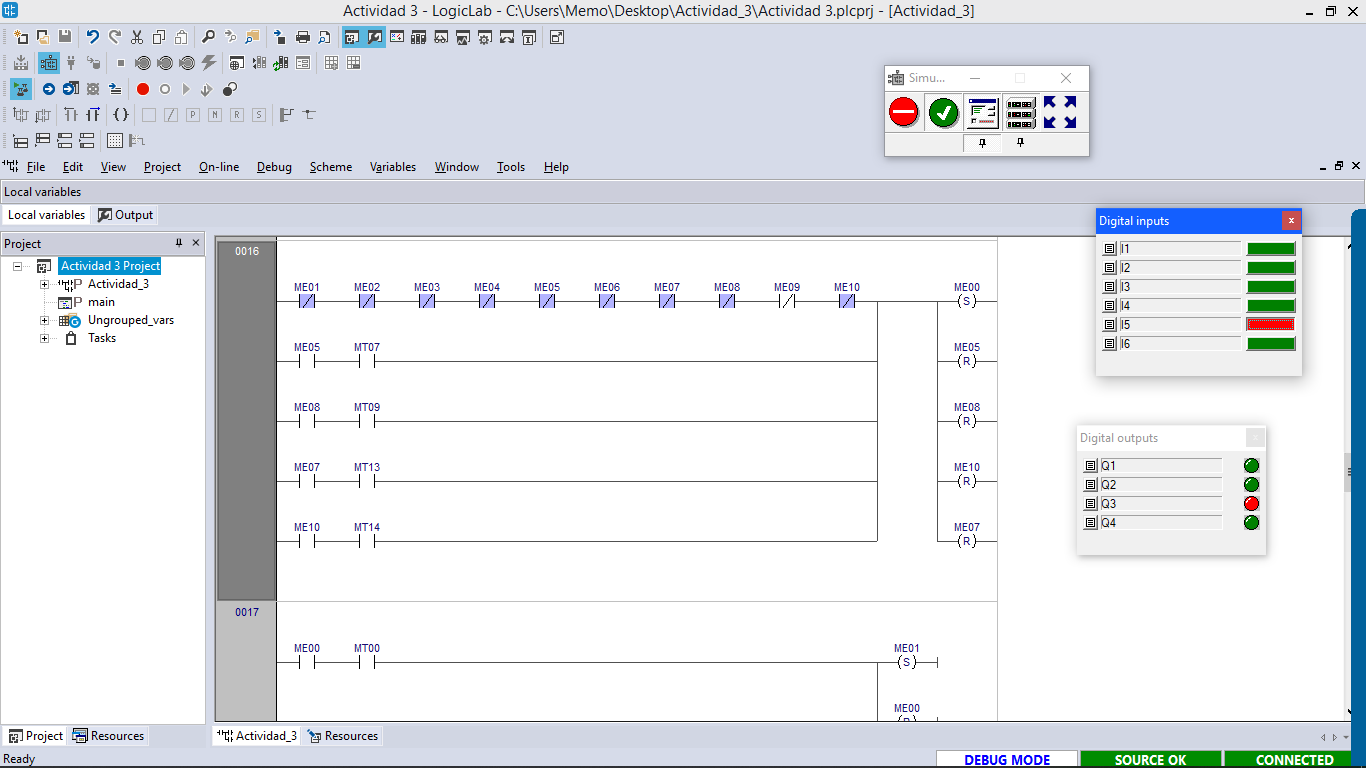 Actividad 3 - LogicLab - C:\Users\Memo\Desktop\Actividad_3\Actividad 3.plcprj - [Actividad_3]
Simu...
File Edit View Project On-line Debug Scheme Variables Window Tools Help
Local variables
Local variables Output
Project
Actividad 3 Project
Actividad_3
main
Ungrouped_vars
Tasks
Project Resources
0016
ME01 ME02 ME03 ME04 ME05 ME06 ME07 ME08 ME09 ME10 ME00
S
ME05 MT07 ME05
R
ME08 MT09 ME08
R
ME07 MT13 ME10
R
ME10 MT14 ME07
R
0017
ME00 MT00 ME01
S
ME00
Actividad_3 Resources
Digital inputs
I1
I2
I3
I4
I5
I6
Digital outputs
Q1
Q2
Q3
Q4
Ready
DEBUG MODE SOURCE OK CONNECTED